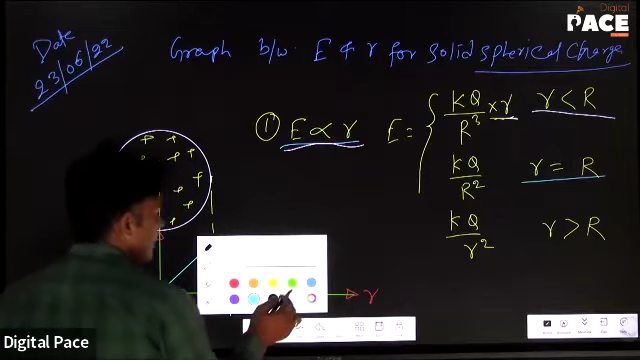 Digital
PACE
Date
23/06/22
Graph b/w. E & r for solid spherical charge
① E ∝ r
E = { KQ/R³ × r   r < R
KQ/R²   r = R
KQ/r²   r > R
r
Digital Pace